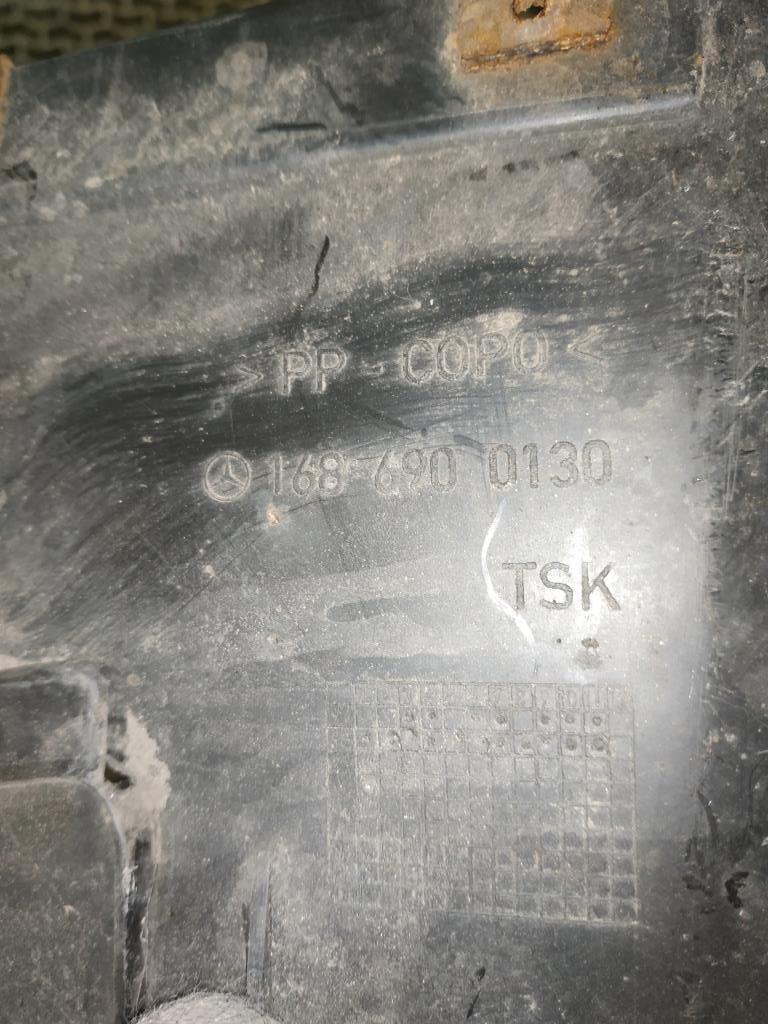 > PP - COPO <
168 690 0130
TSK